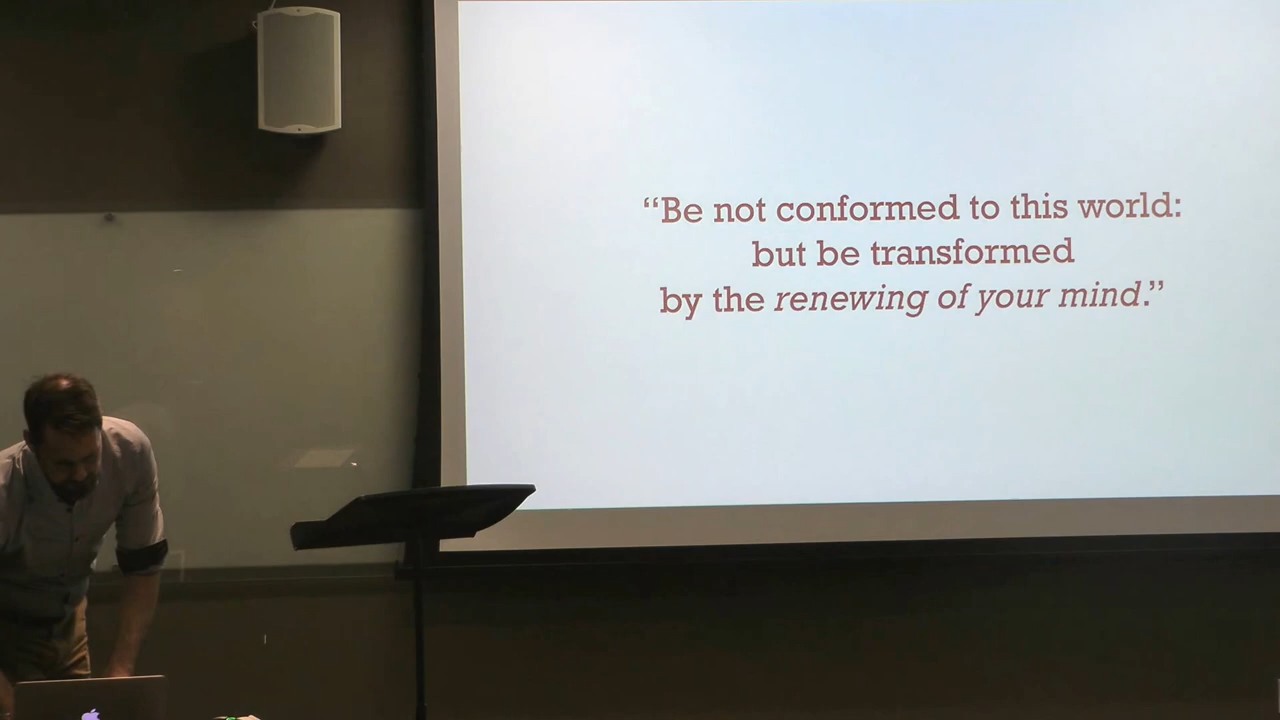 “Be not conformed to this world:
but be transformed
by the renewing of your mind.”